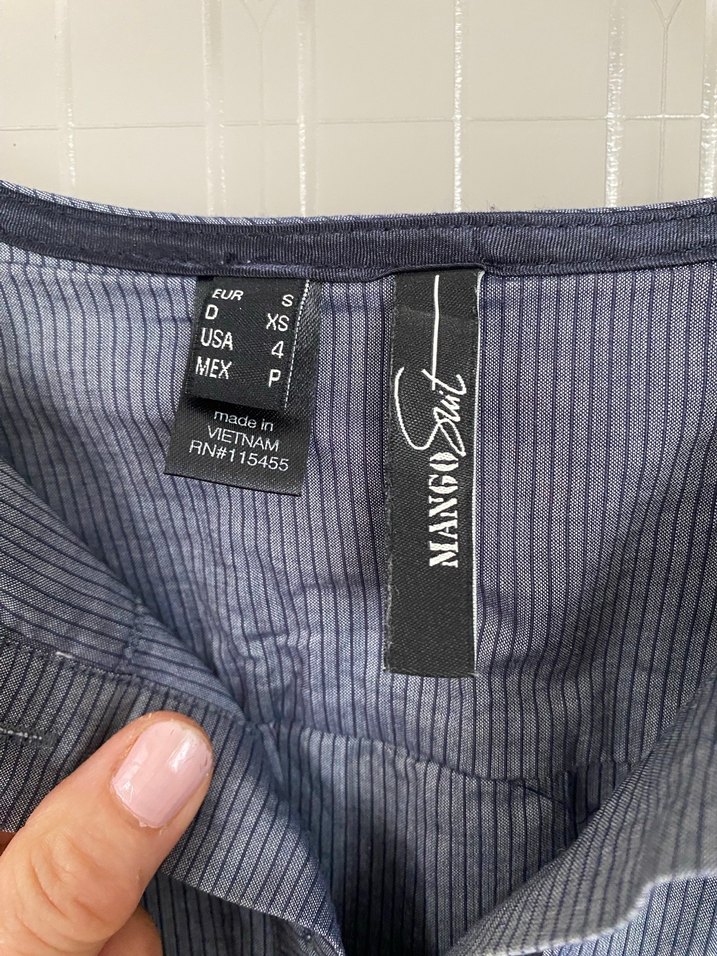 EUR S
D XS
USA 4
MEX P
made in
VIETNAM
RN#115455
MANGO Suit